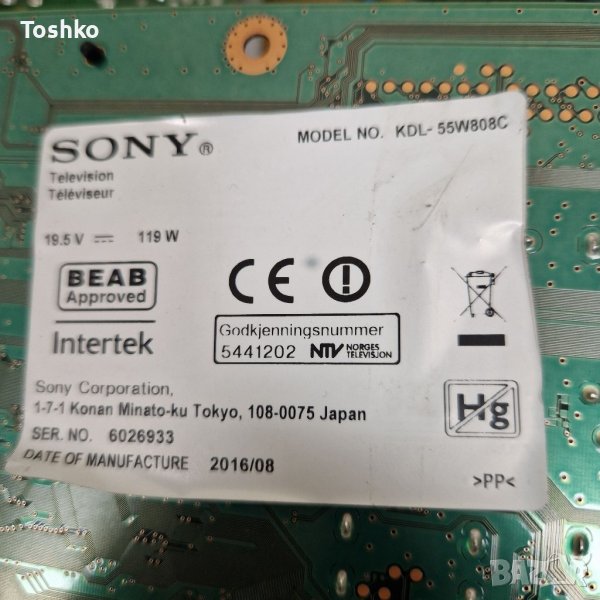 Toshko
SONY®
MODEL NO. KDL-55W808C
Television
Téléviseur
19.5 V 119 W
BEAB
Approved
Intertek
CE
Godkjenningsnummer
5441202 NTV NORGES TELEVISJON
Hg
Sony Corporation,
1-7-1 Konan Minato-ku Tokyo, 108-0075 Japan
SER. NO. 6026933
DATE OF MANUFACTURE 2016/08
>PP<